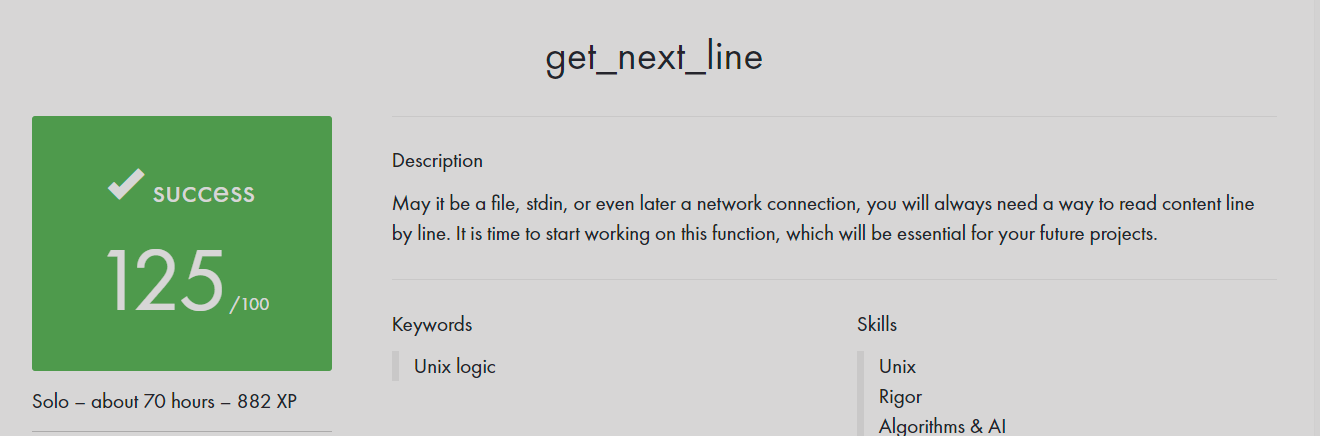 get_next_line
✔ success
125 /100
Solo – about 70 hours – 882 XP
Description
May it be a file, stdin, or even later a network connection, you will always need a way to read content line
by line. It is time to start working on this function, which will be essential for your future projects.
Keywords
Unix logic
Skills
Unix
Rigor
Algorithms & AI